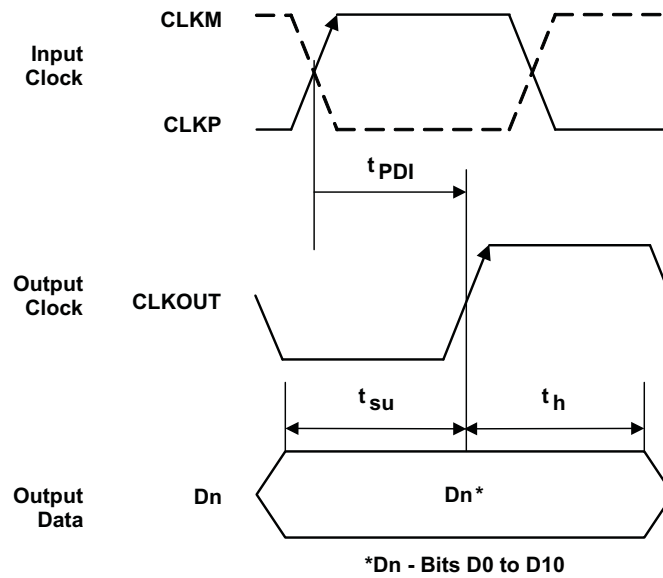 CLKM
Input
Clock
CLKP
t PDI
Output
Clock
CLKOUT
t su
t h
Output
Data
Dn
Dn*
*Dn - Bits D0 to D10